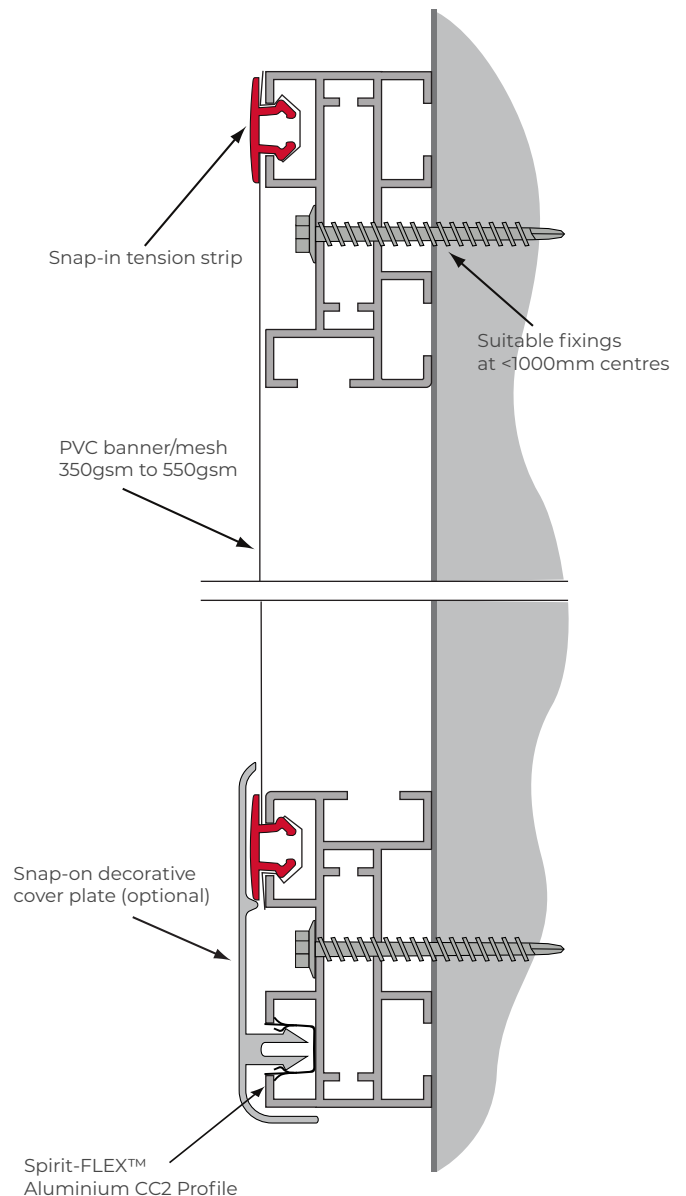 Snap-in tension strip
Suitable fixings
at <1000mm centres
PVC banner/mesh
350gsm to 550gsm
Snap-on decorative
cover plate (optional)
Spirit-FLEX™
Aluminium CC2 Profile